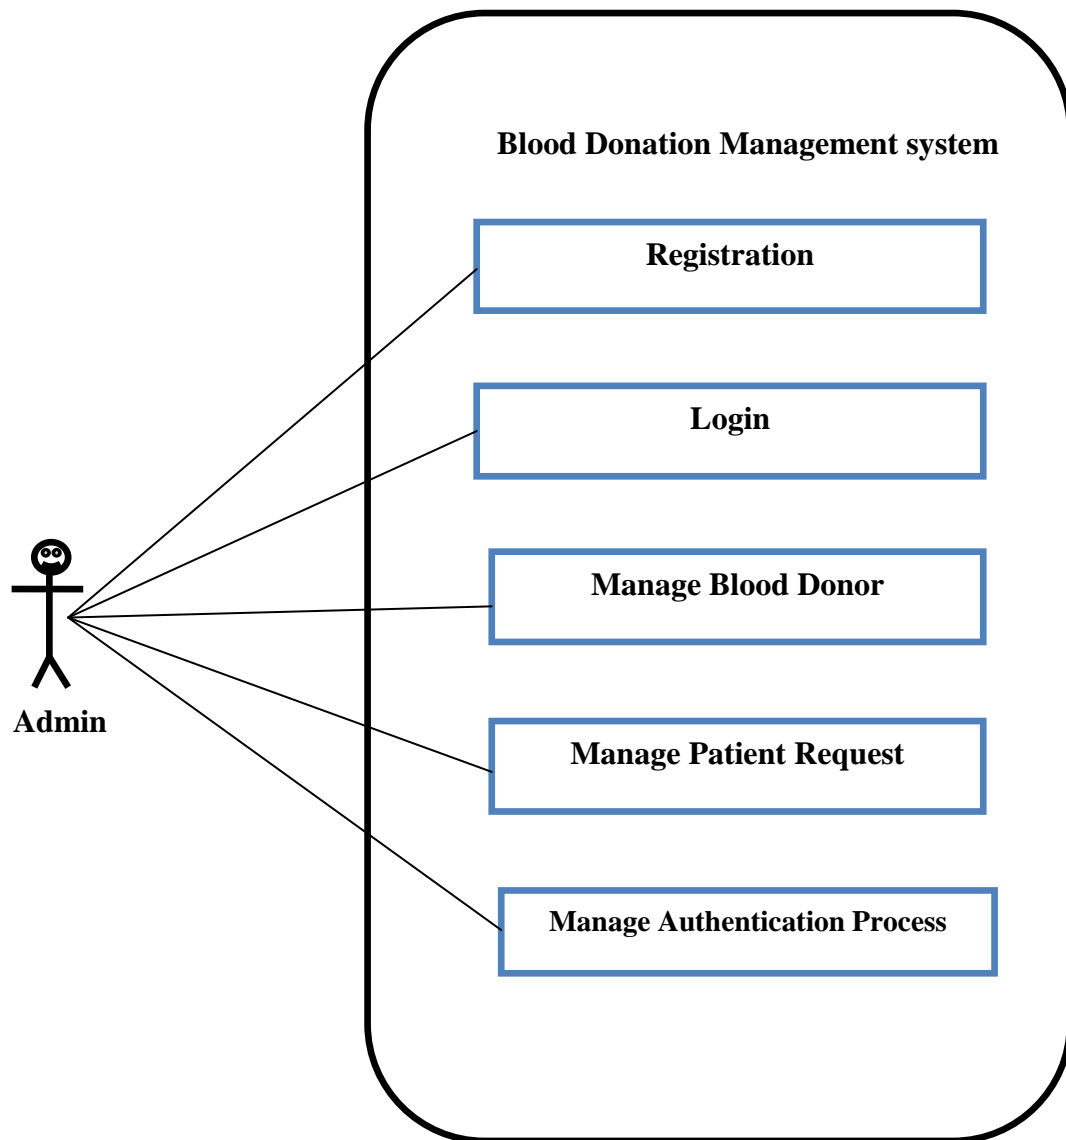 Blood Donation Management system
Registration
Login
Manage Blood Donor
Admin
Manage Patient Request
Manage Authentication Process